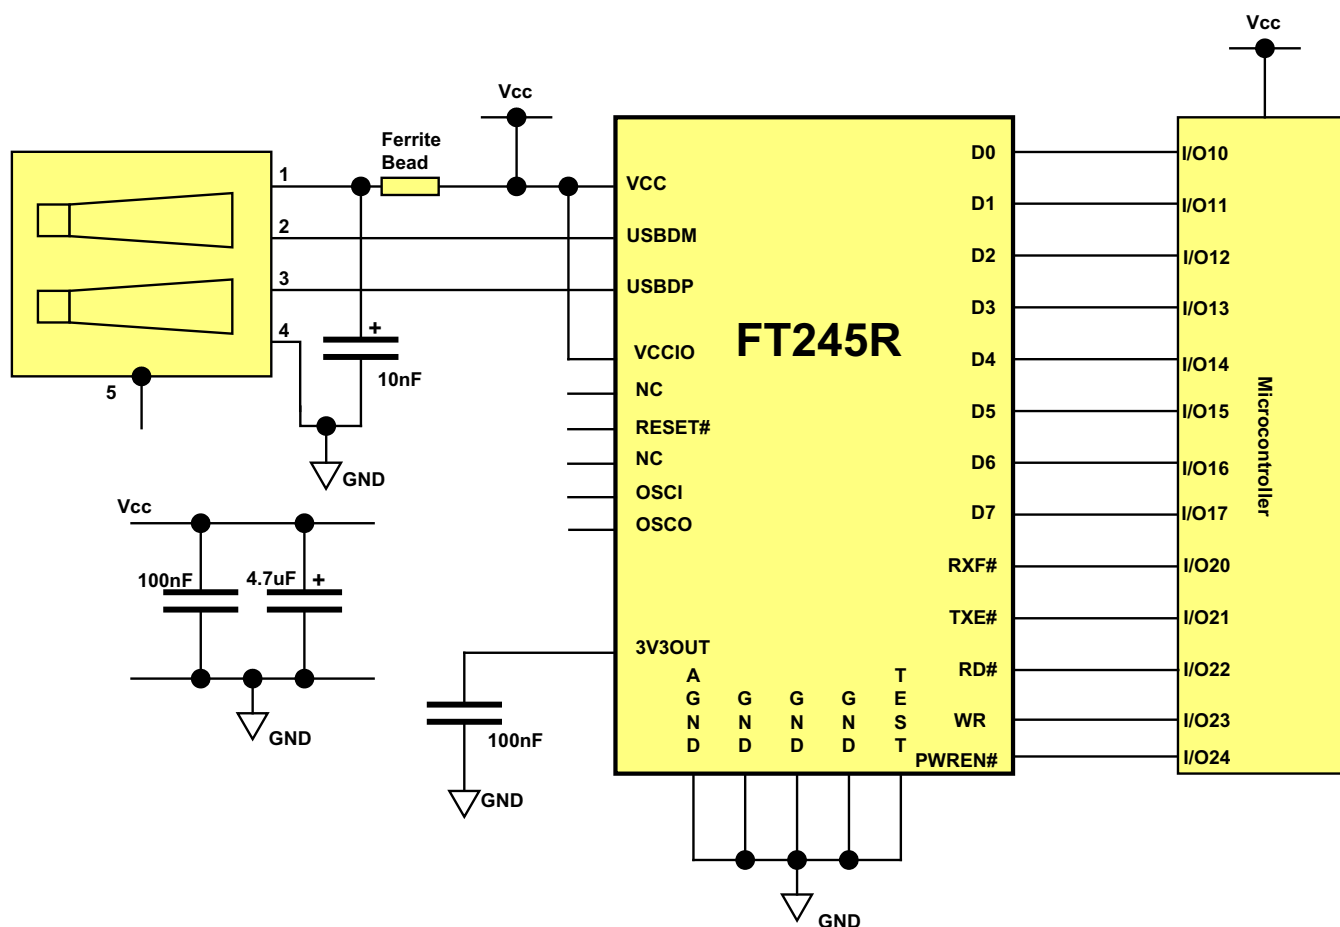 Vcc
Vcc
Ferrite
Bead
1
2
3
4
5
10nF
GND
Vcc
100nF
4.7uF
+
+
GND
VCC
USBDM
USBDP
VCCIO
NC
RESET#
NC
OSCI
OSCO
3V3OUT
100nF
GND
FT245R
AGND
GND
GND
GND
TEST
GND
D0
D1
D2
D3
D4
D5
D6
D7
RXF#
TXE#
RD#
WR
PWREN#
I/O10
I/O11
I/O12
I/O13
I/O14
I/O15
I/O16
I/O17
I/O20
I/O21
I/O22
I/O23
I/O24
Microcontroller